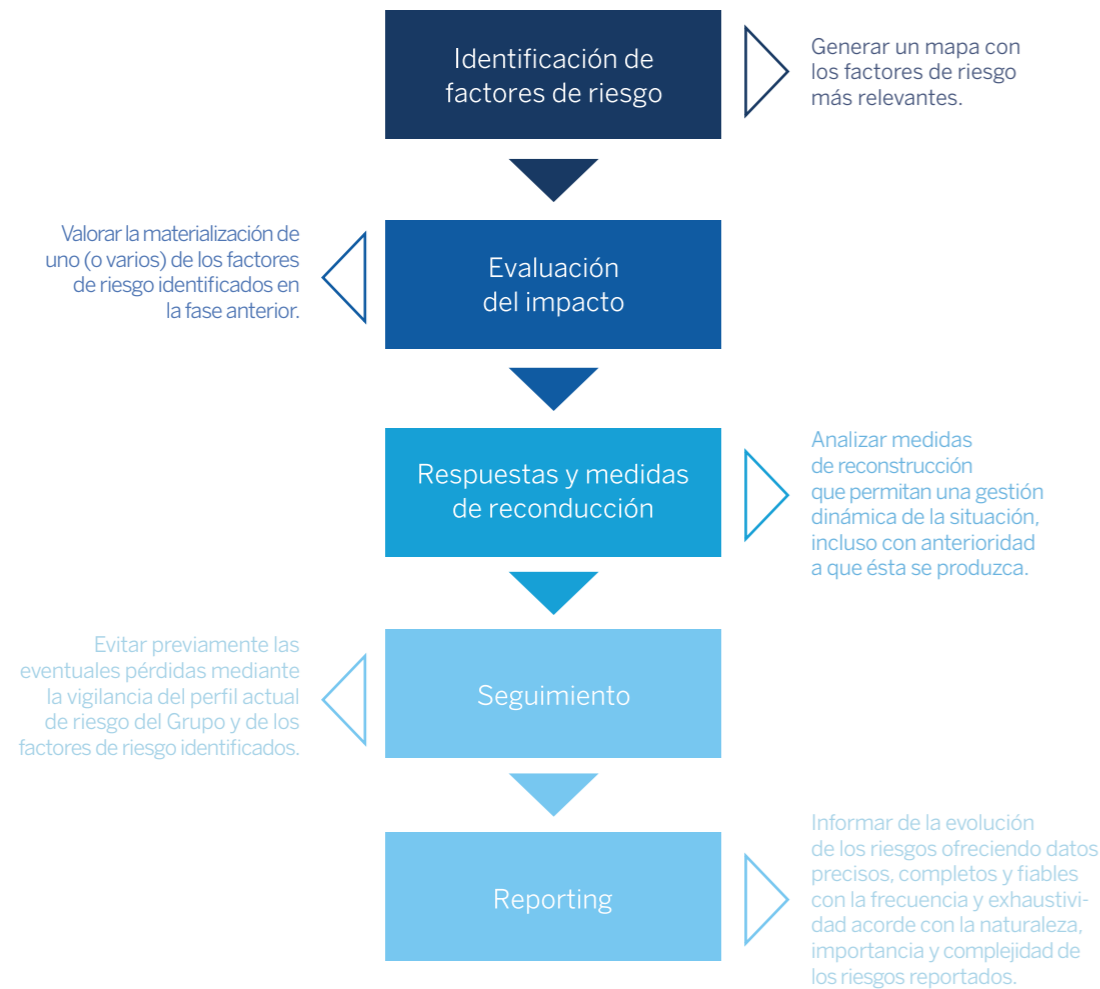 Identificación de
factores de riesgo
Generar un mapa con
los factores de riesgo
más relevantes.
Valorar la materialización de
uno (o varios) de los factores
de riesgo identificados en
la fase anterior.
Evaluación
del impacto
Respuestas y medidas
de reconducción
Analizar medidas
de reconstrucción
que permitan una gestión
dinámica de la situación,
incluso con anterioridad
a que ésta se produzca.
Evitar previamente las
eventuales pérdidas mediante
la vigilancia del perfil actual
de riesgo del Grupo y de los
factores de riesgo identificados.
Seguimiento
Reporting
Informar de la evolución
de los riesgos ofreciendo datos
precisos, completos y fiables
con la frecuencia y exhaustivi-
dad acorde con la naturaleza,
importancia y complejidad de
los riesgos reportados.